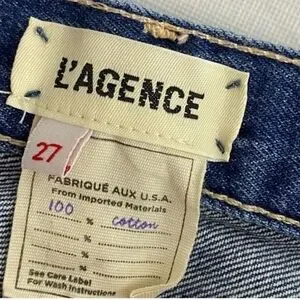 L'AGENCE
27
FABRIQUÉ AUX U.S.A.
From Imported Materials
100 % cotton
%
%
%
%
See Care Label
For Wash Instructions